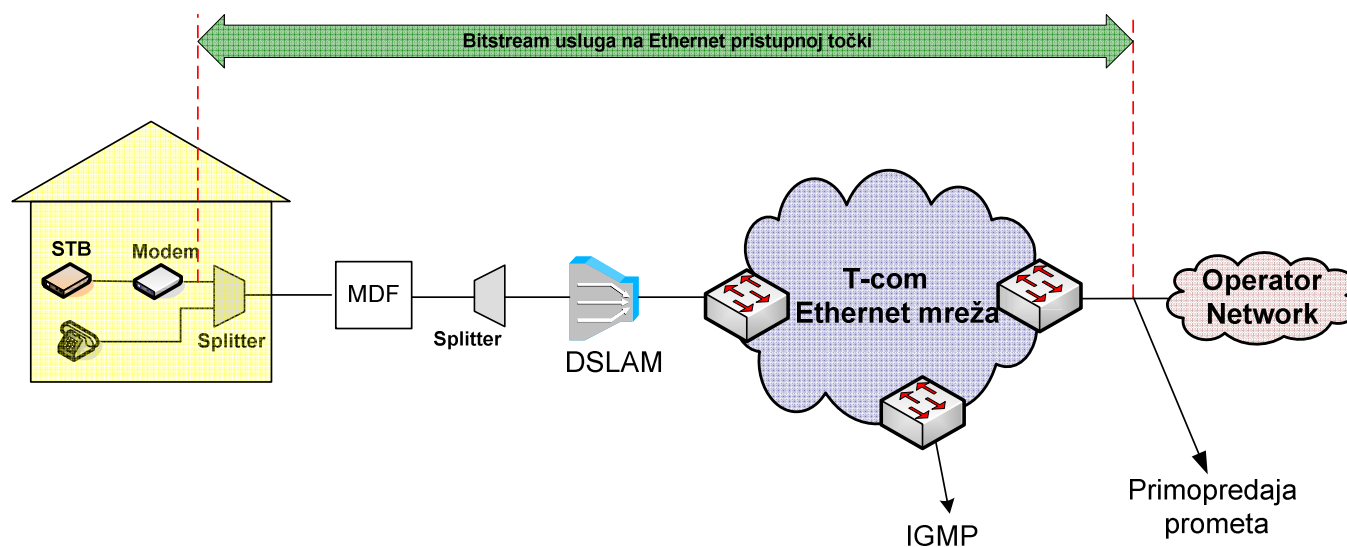 Bitstream usluga na Ethernet pristupnoj točki
STB
Modem
Splitter
MDF
Splitter
DSLAM
T-com
Ethernet mreža
Operator
Network
IGMP
Primopredaja
prometa